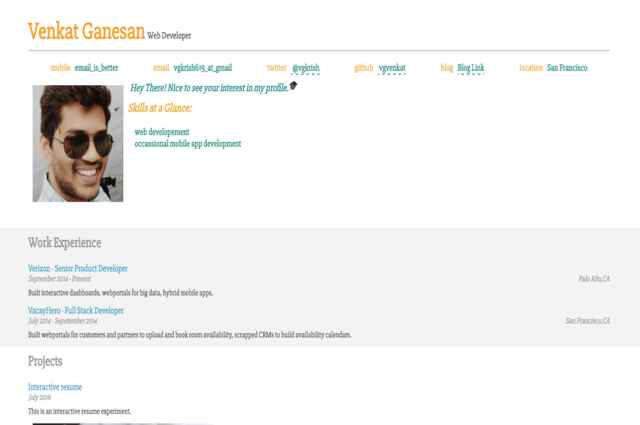 Venkat Ganesan Web Developer
mobile email_is_better email vgkrish619_at_gmail twitter @vgkrish github vgvenkat blog Blog Link location San Francisco
Hey There! Nice to see your interest in my profile.
Skills at a Glance:
web developement
occassional mobile app development
Work Experience
Verizon - Senior Product Developer
September 2014 - Present Palo Alto,CA
Built interactive dashboards, webportals for big data, hybrid mobile apps.
VacayHero - Full Stack Developer
July 2014 - Sepetember 2014 San Francisco,CA
Built webportals for customers and partners to upload and book room availability, scrapped CRMs to build availability calendars.
Projects
Interactive resume
July 2016
This is an interactive resume experiment.